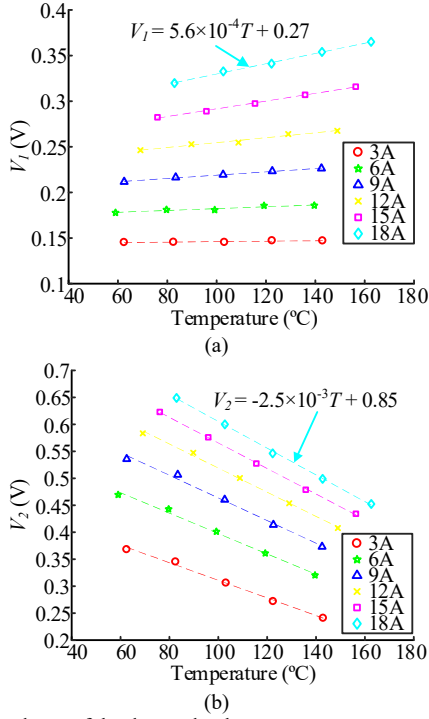 0.4
0.35
0.3
0.25
0.2
0.15
0.1
V₁ (V)
V₁ = 5.6×10⁻⁴T + 0.27
3A
6A
9A
12A
15A
18A
40 60 80 100 120 140 160 180
Temperature (ºC)
(a)
0.7
0.65
0.6
0.55
0.5
0.45
0.4
0.35
0.3
0.25
0.2
V₂ (V)
V₂ = -2.5×10⁻³T + 0.85
3A
6A
9A
12A
15A
18A
40 60 80 100 120 140 160 180
Temperature (ºC)
(b)